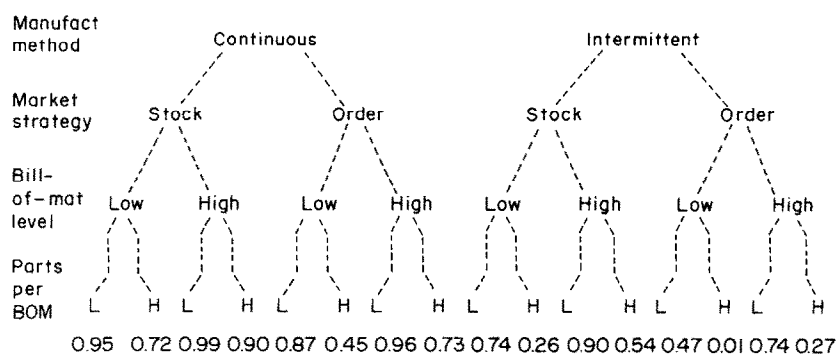 Manufact
method
Continuous Intermittent
Market
strategy
Stock Order Stock Order
Bill-
of-mat
level
Low High Low High Low High Low High
Parts
per
BOM
L H L H L H L H L H L H L H L H
0.95 0.72 0.99 0.90 0.87 0.45 0.96 0.73 0.74 0.26 0.90 0.54 0.47 0.01 0.74 0.27